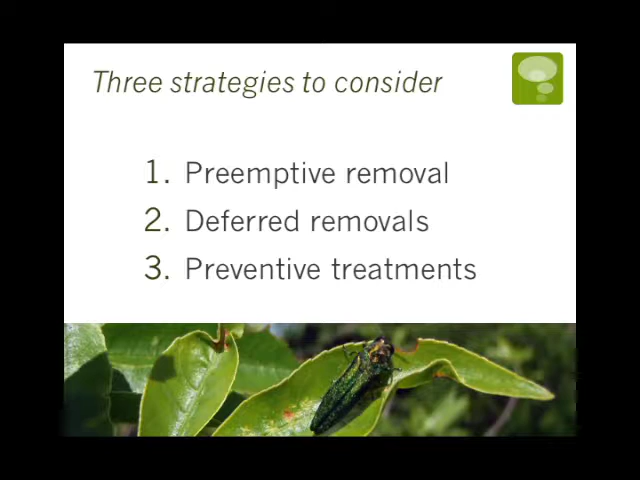 Three strategies to consider
1. Preemptive removal
2. Deferred removals
3. Preventive treatments